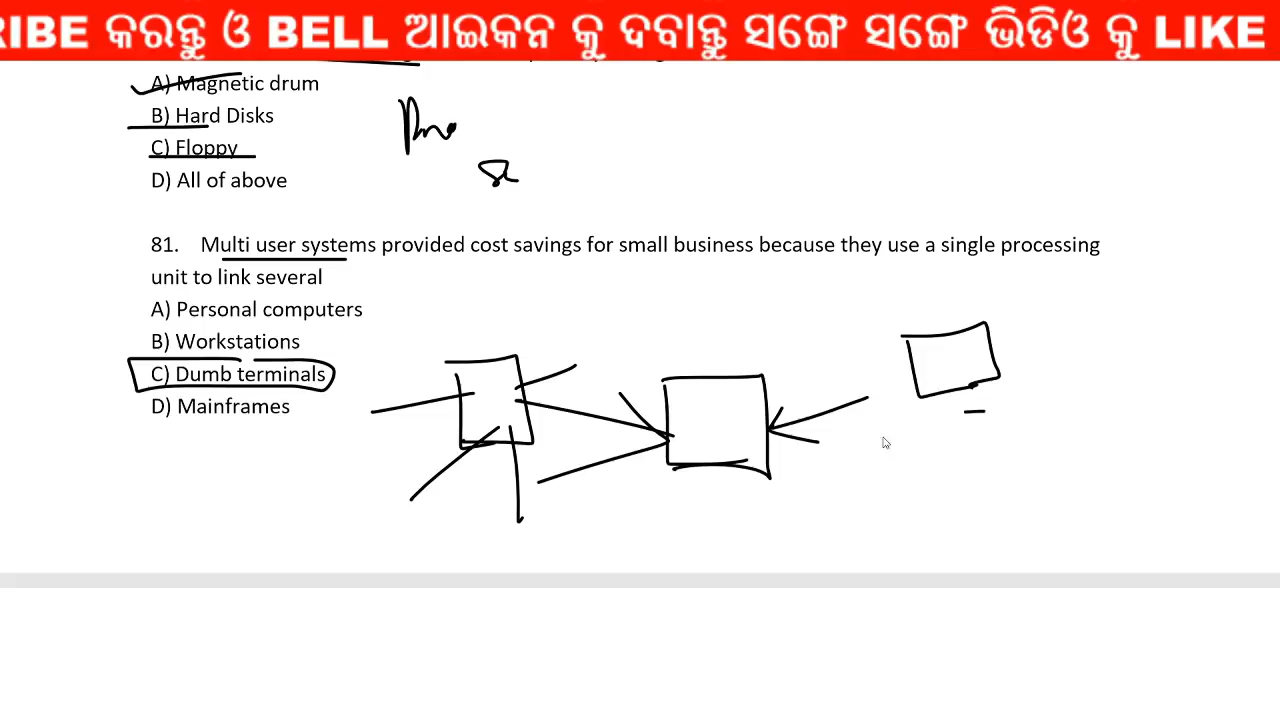 RIBE କରନ୍ତୁ ଓ BELL ଆଇକନ କୁ ଦବାନ୍ତୁ ସଙ୍ଗେ ସଙ୍ଗେ ଭିଡିଓ କୁ LIKE
A) Magnetic drum
B) Hard Disks
C) Floppy
D) All of above
81. Multi user systems provided cost savings for small business because they use a single processing
unit to link several
A) Personal computers
B) Workstations
C) Dumb terminals
D) Mainframes